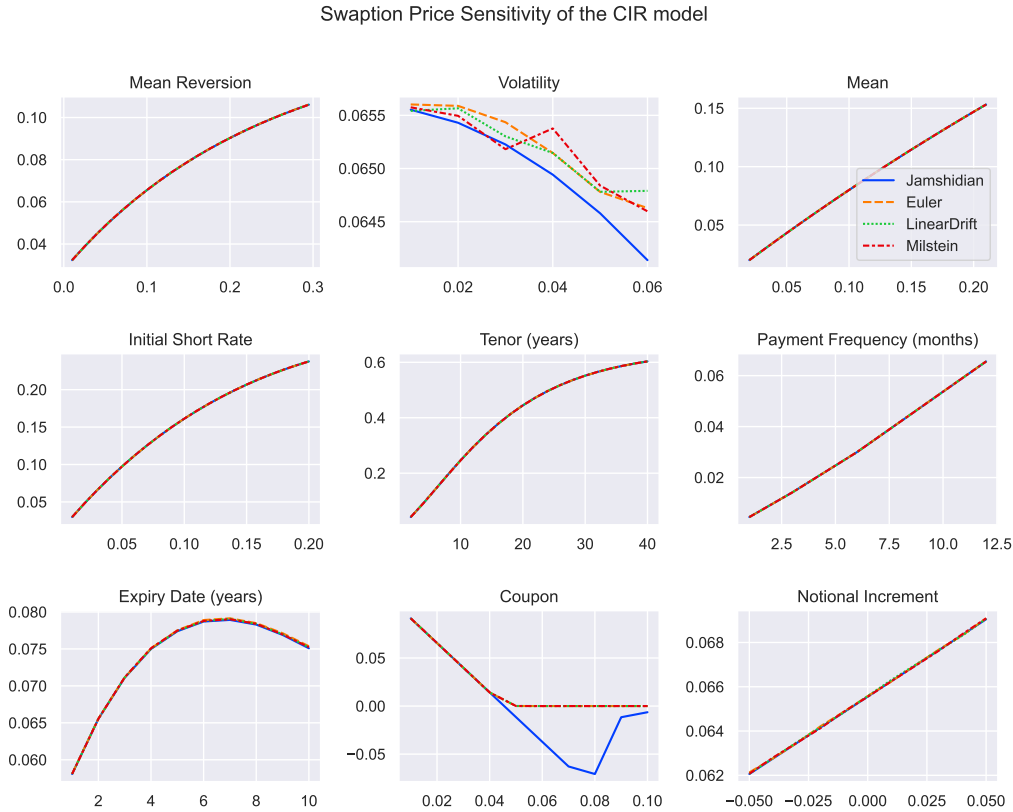 Swaption Price Sensitivity of the CIR model
Mean Reversion
0.10
0.08
0.06
0.04
0.0 0.1 0.2 0.3
Volatility
0.0655
0.0650
0.0645
0.02 0.04 0.06
Mean
0.15
0.10
0.05
0.05 0.10 0.15 0.20
Jamshidian
Euler
LinearDrift
Milstein
Initial Short Rate
0.20
0.15
0.10
0.05
0.05 0.10 0.15 0.20
Tenor (years)
0.6
0.4
0.2
10 20 30 40
Payment Frequency (months)
0.06
0.04
0.02
2.5 5.0 7.5 10.0 12.5
Expiry Date (years)
0.080
0.075
0.070
0.065
0.060
2 4 6 8 10
Coupon
0.05
0.00
−0.05
0.02 0.04 0.06 0.08 0.10
Notional Increment
0.068
0.066
0.064
0.062
−0.050 −0.025 0.000 0.025 0.050